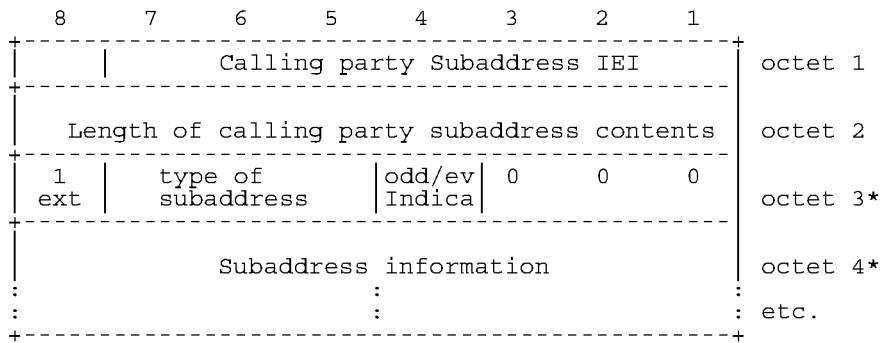 8 7 6 5 4 3 2 1
Calling party Subaddress IEI octet 1
Length of calling party subaddress contents octet 2
1 type of odd/ev 0 0 0
ext subaddress Indica octet 3*
Subaddress information octet 4*
: : :
: : : etc.